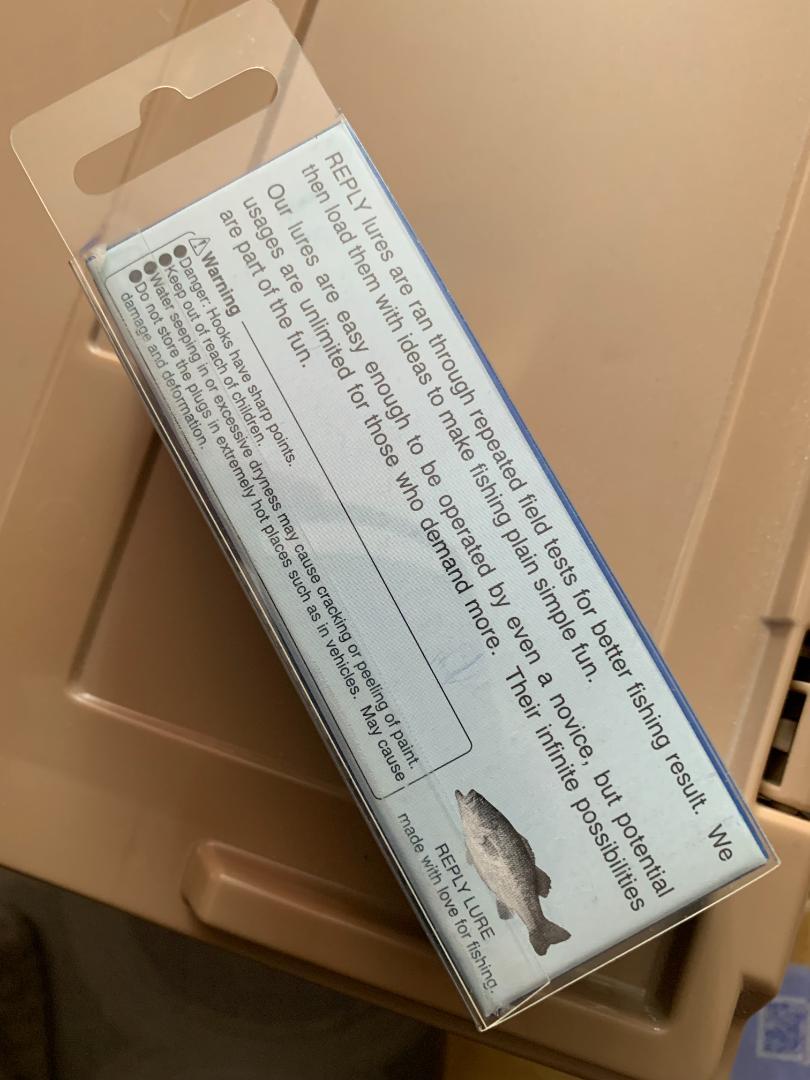 REPLY lures are ran through repeated field tests for better fishing result. We
then load them with ideas to make fishing plain simple fun.
Our lures are easy enough to be operated by even a novice, but potential
usages are unlimited for those who demand more. Their infinite possibilities
are part of the fun.
⚠Warning
●Danger: Hooks have sharp points.
●Keep out of reach of children.
●Water seeping in or excessive dryness may cause cracking or peeling of paint.
●Do not store the plugs in extremely hot places such as in vehicles. May cause
damage and deformation.
REPLY LURE
made with love for fishing.